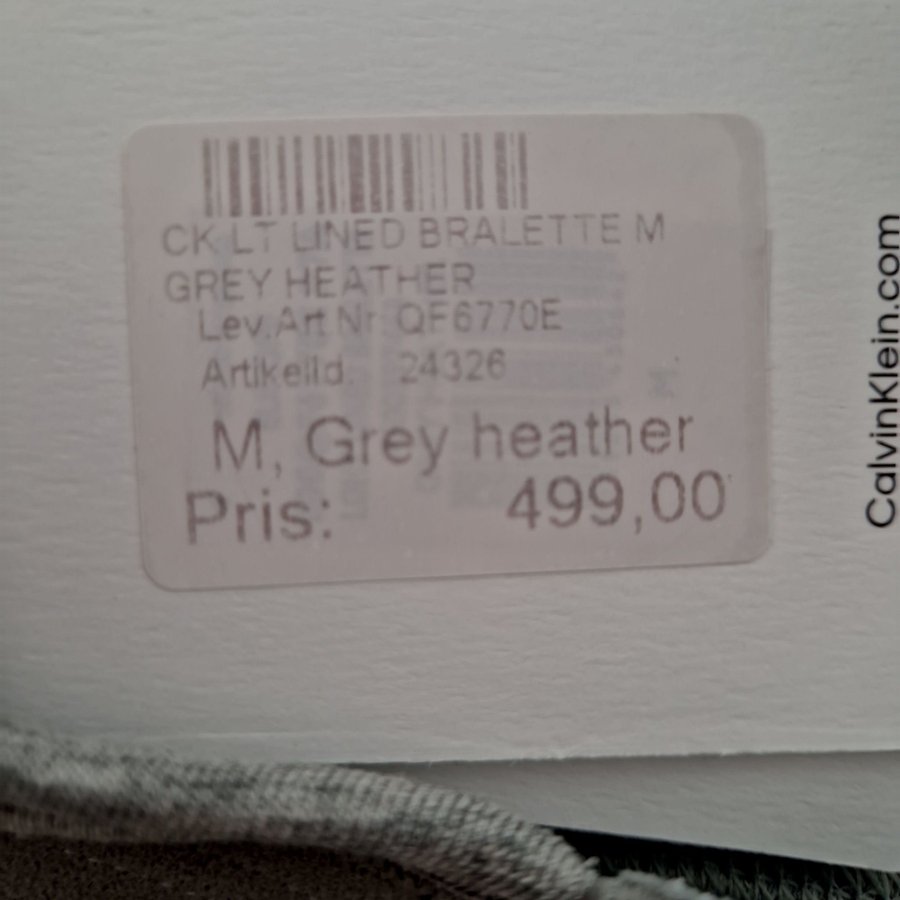 CK LT LINED BRALETTE M
GREY HEATHER
Lev.Art.Nr QF6770E
ArtikelId. 24326
M, Grey heather
Pris: 499,00
CalvinKlein.com